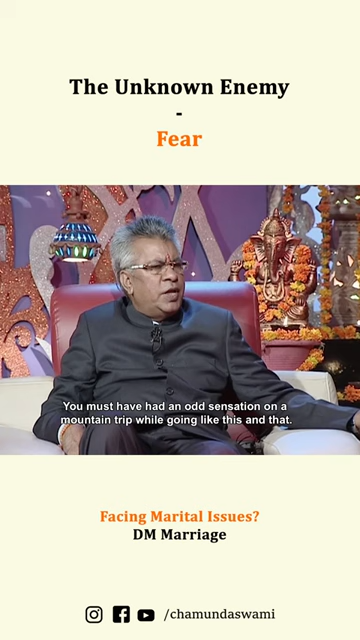 The Unknown Enemy
-
Fear
You must have had an odd sensation on a
mountain trip while going like this and that.
Facing Marital Issues?
DM Marriage
/chamundaswami